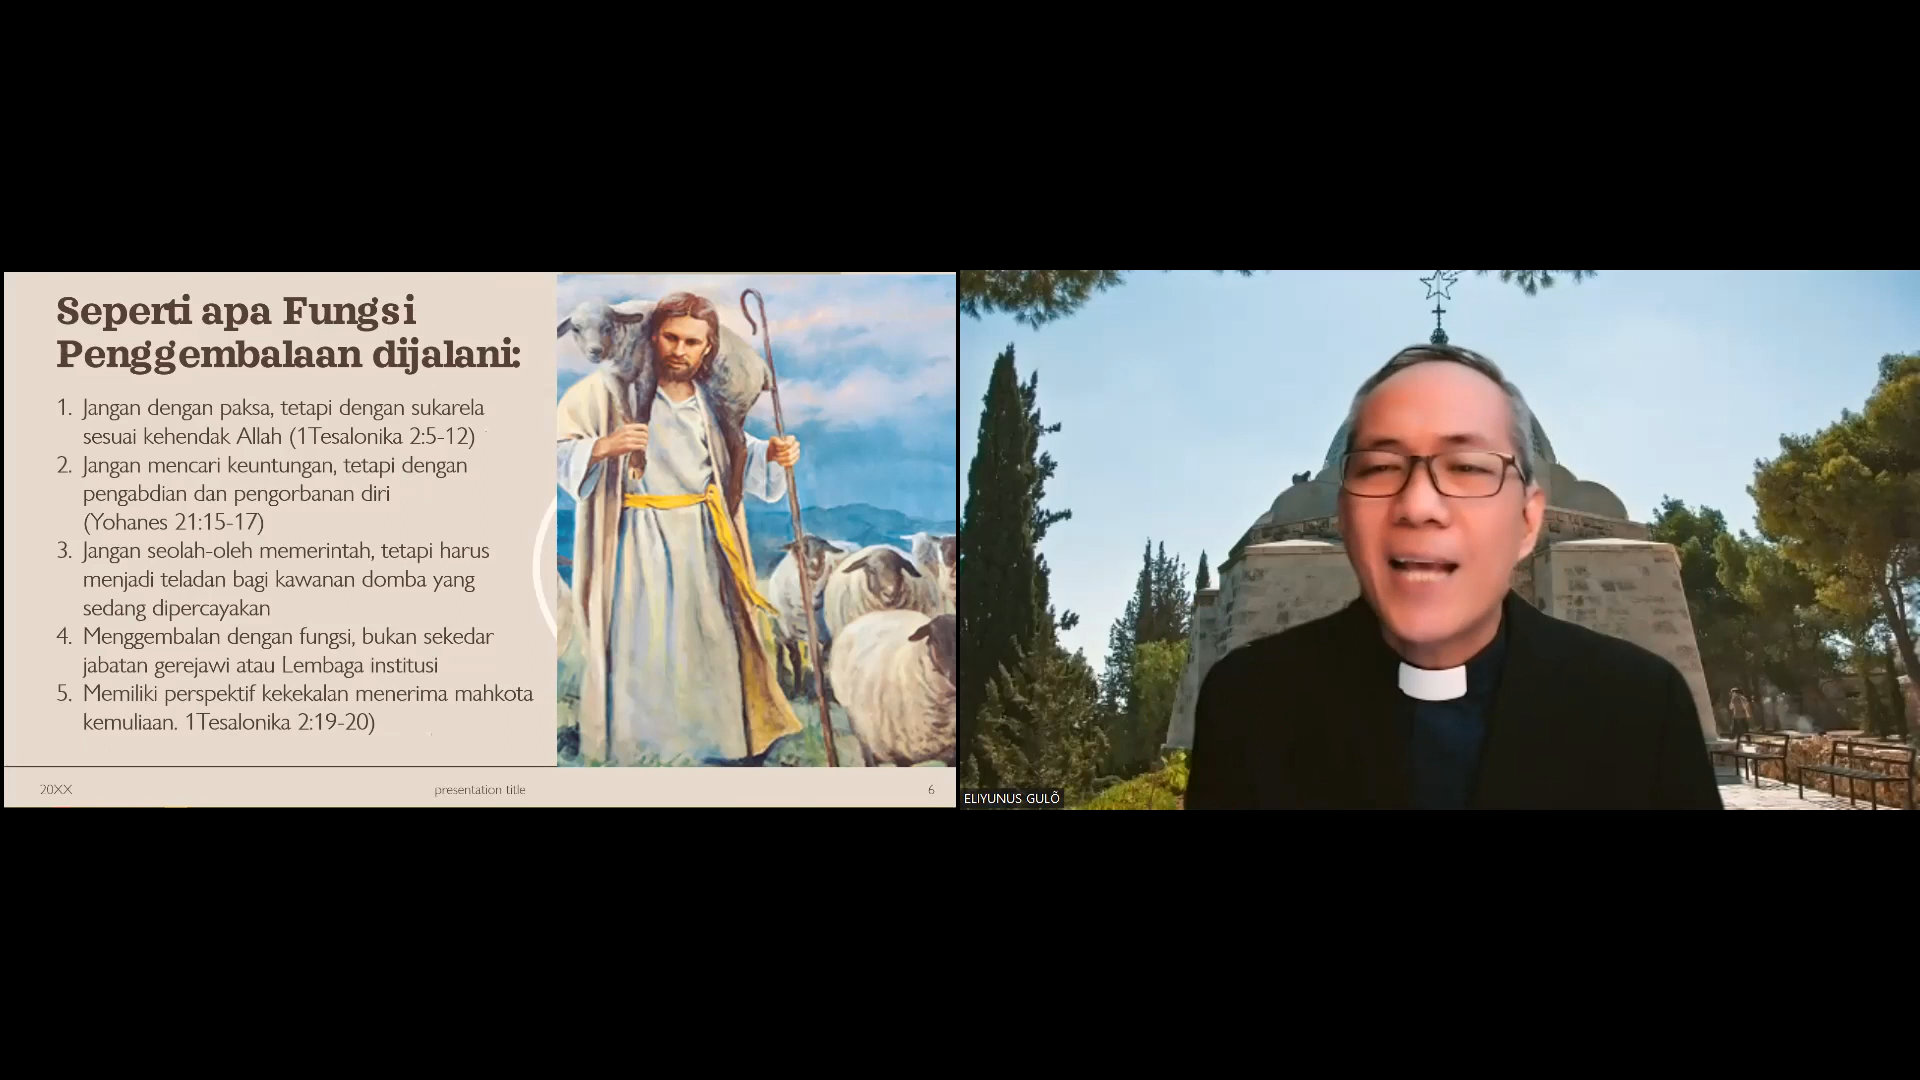 Seperti apa Fungsi
Penggembalaan dijalani:
1. Jangan dengan paksa, tetapi dengan sukarela
sesuai kehendak Allah (1Tesalonika 2:5-12)
2. Jangan mencari keuntungan, tetapi dengan
pengabdian dan pengorbanan diri
(Yohanes 21:15-17)
3. Jangan seolah-oleh memerintah, tetapi harus
menjadi teladan bagi kawanan domba yang
sedang dipercayakan
4. Menggembalan dengan fungsi, bukan sekedar
jabatan gerejawi atau Lembaga institusi
5. Memiliki perspektif kekekalan menerima mahkota
kemuliaan. 1Tesalonika 2:19-20)
20XX
presentation title
6
ELIYUNUS GULÕ